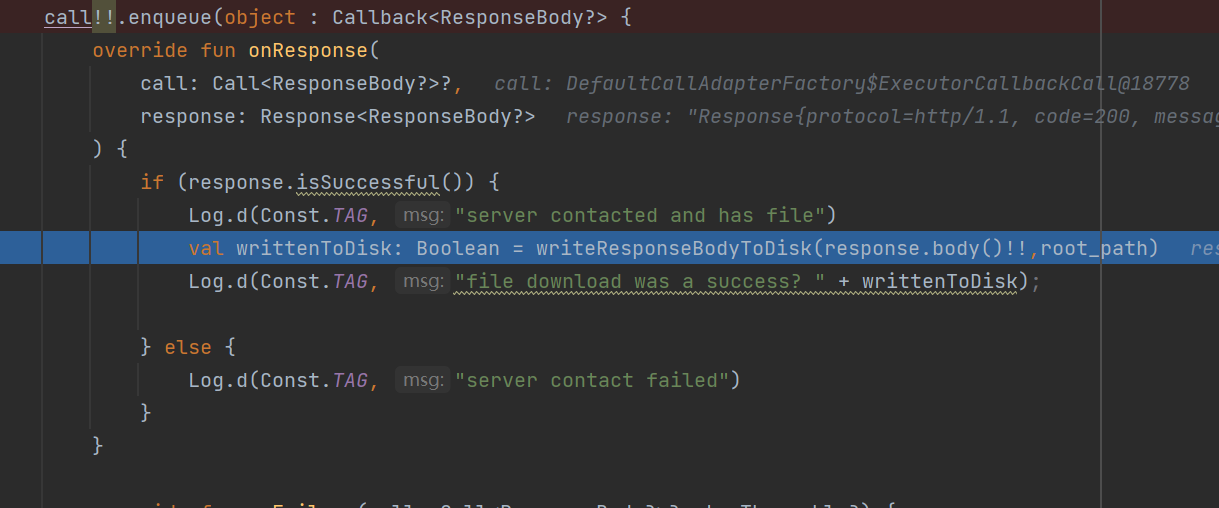 call!!.enqueue(object : Callback<ResponseBody?> {
override fun onResponse(
call: Call<ResponseBody?>?, call: DefaultCallAdapterFactory$ExecutorCallbackCall@18778
response: Response<ResponseBody?> response: "Response{protocol=http/1.1, code=200, messag
) {
if (response.isSuccessful()) {
Log.d(Const.TAG, msg: "server contacted and has file")
val writtenToDisk: Boolean = writeResponseBodyToDisk(response.body()!!,root_path) res
Log.d(Const.TAG, msg: "file download was a success? " + writtenToDisk);
} else {
Log.d(Const.TAG, msg: "server contact failed")
}
}